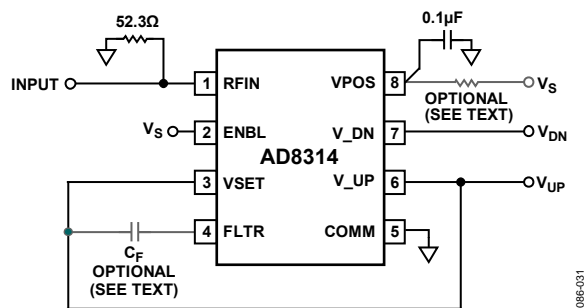 52.3Ω
0.1µF
INPUT
1 RFIN
VPOS 8
VS
OPTIONAL
(SEE TEXT)
VS
2 ENBL
V_DN 7
VDN
AD8314
3 VSET
V_UP 6
VUP
4 FLTR
COMM 5
CF
OPTIONAL
(SEE TEXT)
086-031